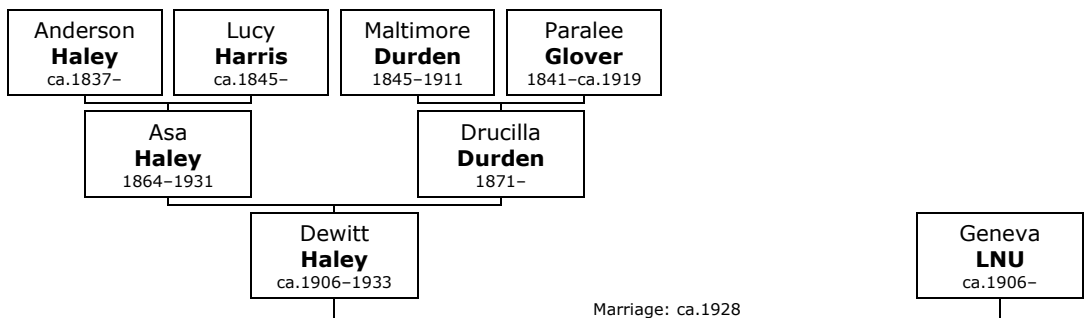 Anderson
Haley
ca.1837–
Lucy
Harris
ca.1845–
Maltimore
Durden
1845–1911
Paralee
Glover
1841–ca.1919
Asa
Haley
1864–1931
Drucilla
Durden
1871–
Dewitt
Haley
ca.1906–1933
Geneva
LNU
ca.1906–
Marriage: ca.1928